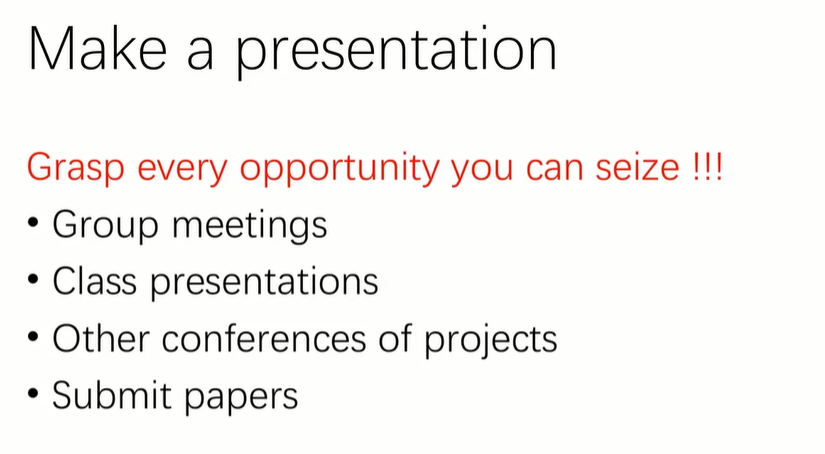 Make a presentation
Grasp every opportunity you can seize !!!
• Group meetings
• Class presentations
• Other conferences of projects
• Submit papers